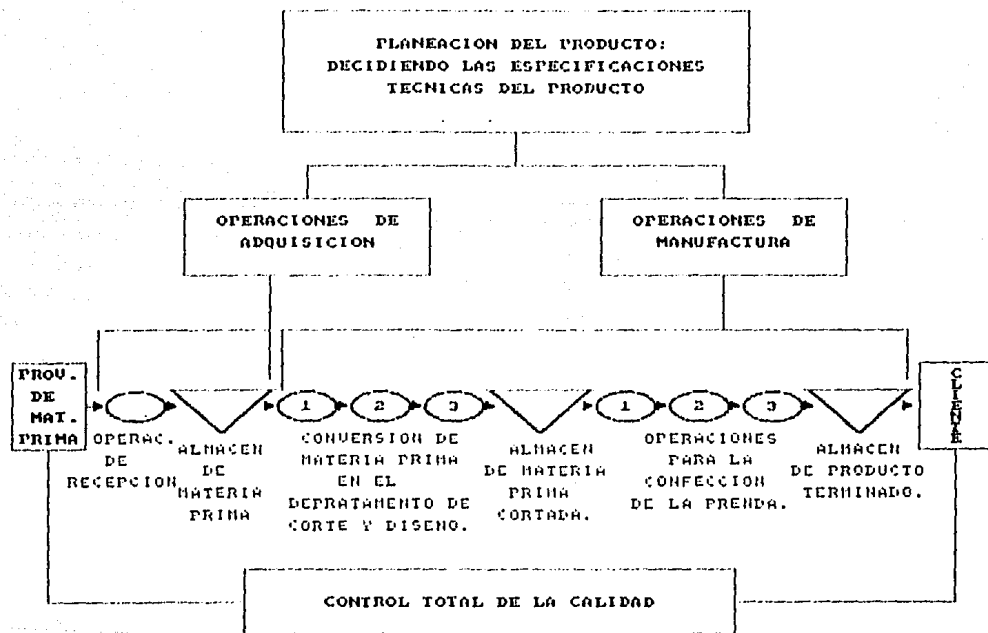 PLANEACION DEL PRODUCTO:
DECIDIENDO LAS ESPECIFICACIONES
TECNICAS DEL PRODUCTO
OPERACIONES DE
ADQUISICION
OPERACIONES DE
MANUFACTURA
PROV.
DE
MAT.
PRIMA
1
2
3
1
2
3
CLIENTE
OPERAC.
DE
RECEPCION
ALMACEN
DE
MATERIA
PRIMA
CONVERSION DE
MATERIA PRIMA
EN EL
DEPRATAMENTO DE
CORTE Y DISENO.
ALMACEN
DE MATERIA
PRIMA
CORTADA.
OPERACIONES
PARA LA
CONFECCION
DE LA PRENDA.
ALMACEN
DE PRODUCTO
TERMINADO.
CONTROL TOTAL DE LA CALIDAD